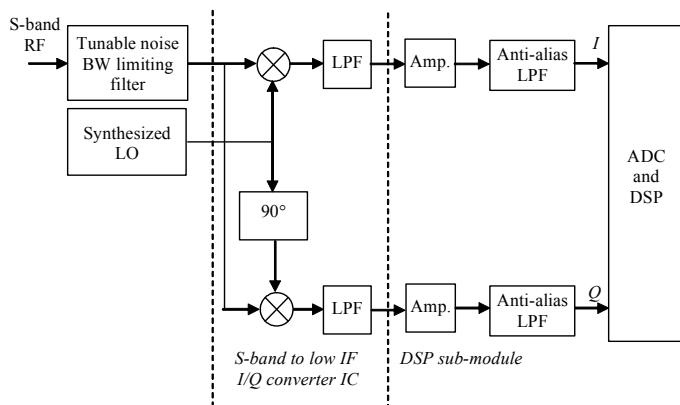 S-band
RF
Tunable noise
BW limiting
filter
LPF
Amp.
Anti-alias
LPF
I
Synthesized
LO
ADC
and
DSP
90°
LPF
Amp.
Anti-alias
LPF
Q
S-band to low IF
I/Q converter IC
DSP sub-module